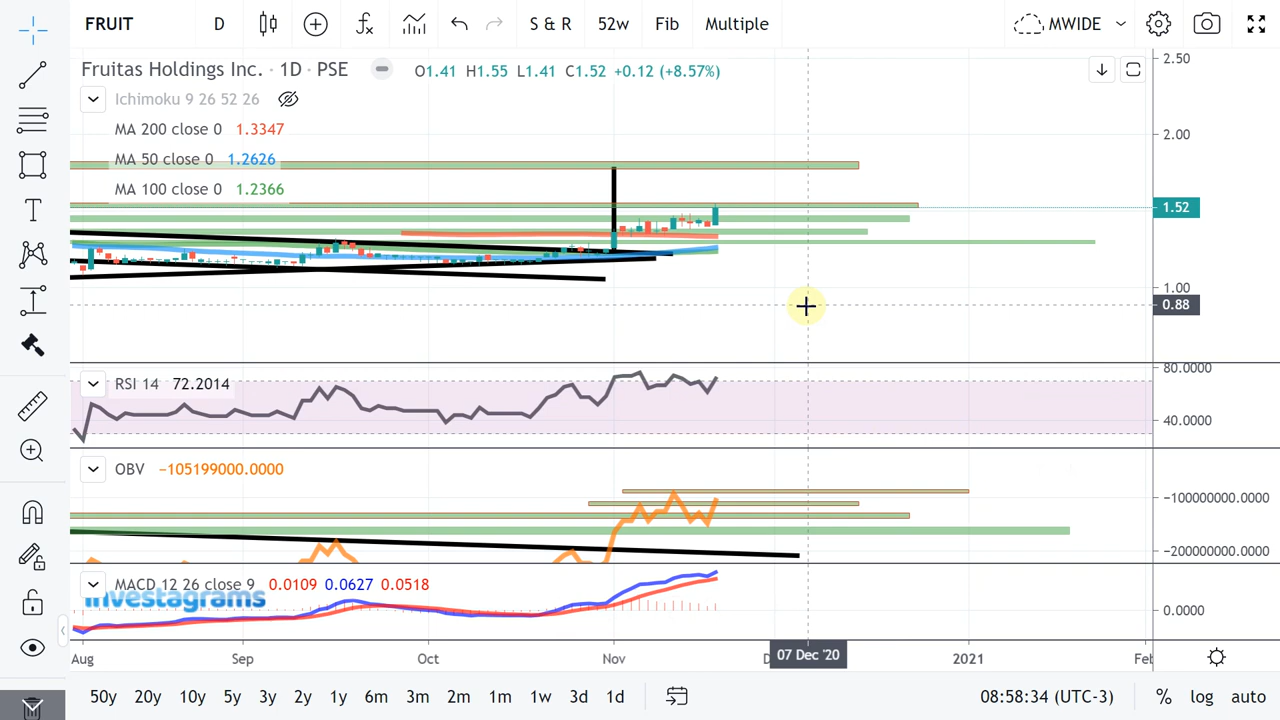 FRUIT D S & R 52w Fib Multiple MWIDE
Fruitas Holdings Inc. · 1D · PSE O1.41 H1.55 L1.41 C1.52 +0.12 (+8.57%)
Ichimoku 9 26 52 26
MA 200 close 0 1.3347
MA 50 close 0 1.2626
MA 100 close 0 1.2366
2.50
2.00
1.52
1.00
0.88
RSI 14 72.2014
80.0000
40.0000
OBV −105199000.0000
−100000000.0000
−200000000.0000
MACD 12 26 close 9 0.0109 0.0627 0.0518
Investagrams
0.0000
Aug Sep Oct Nov D 07 Dec '20 2021 Feb
50y 20y 10y 5y 3y 2y 1y 6m 3m 2m 1m 1w 3d 1d 08:58:34 (UTC-3) % log auto